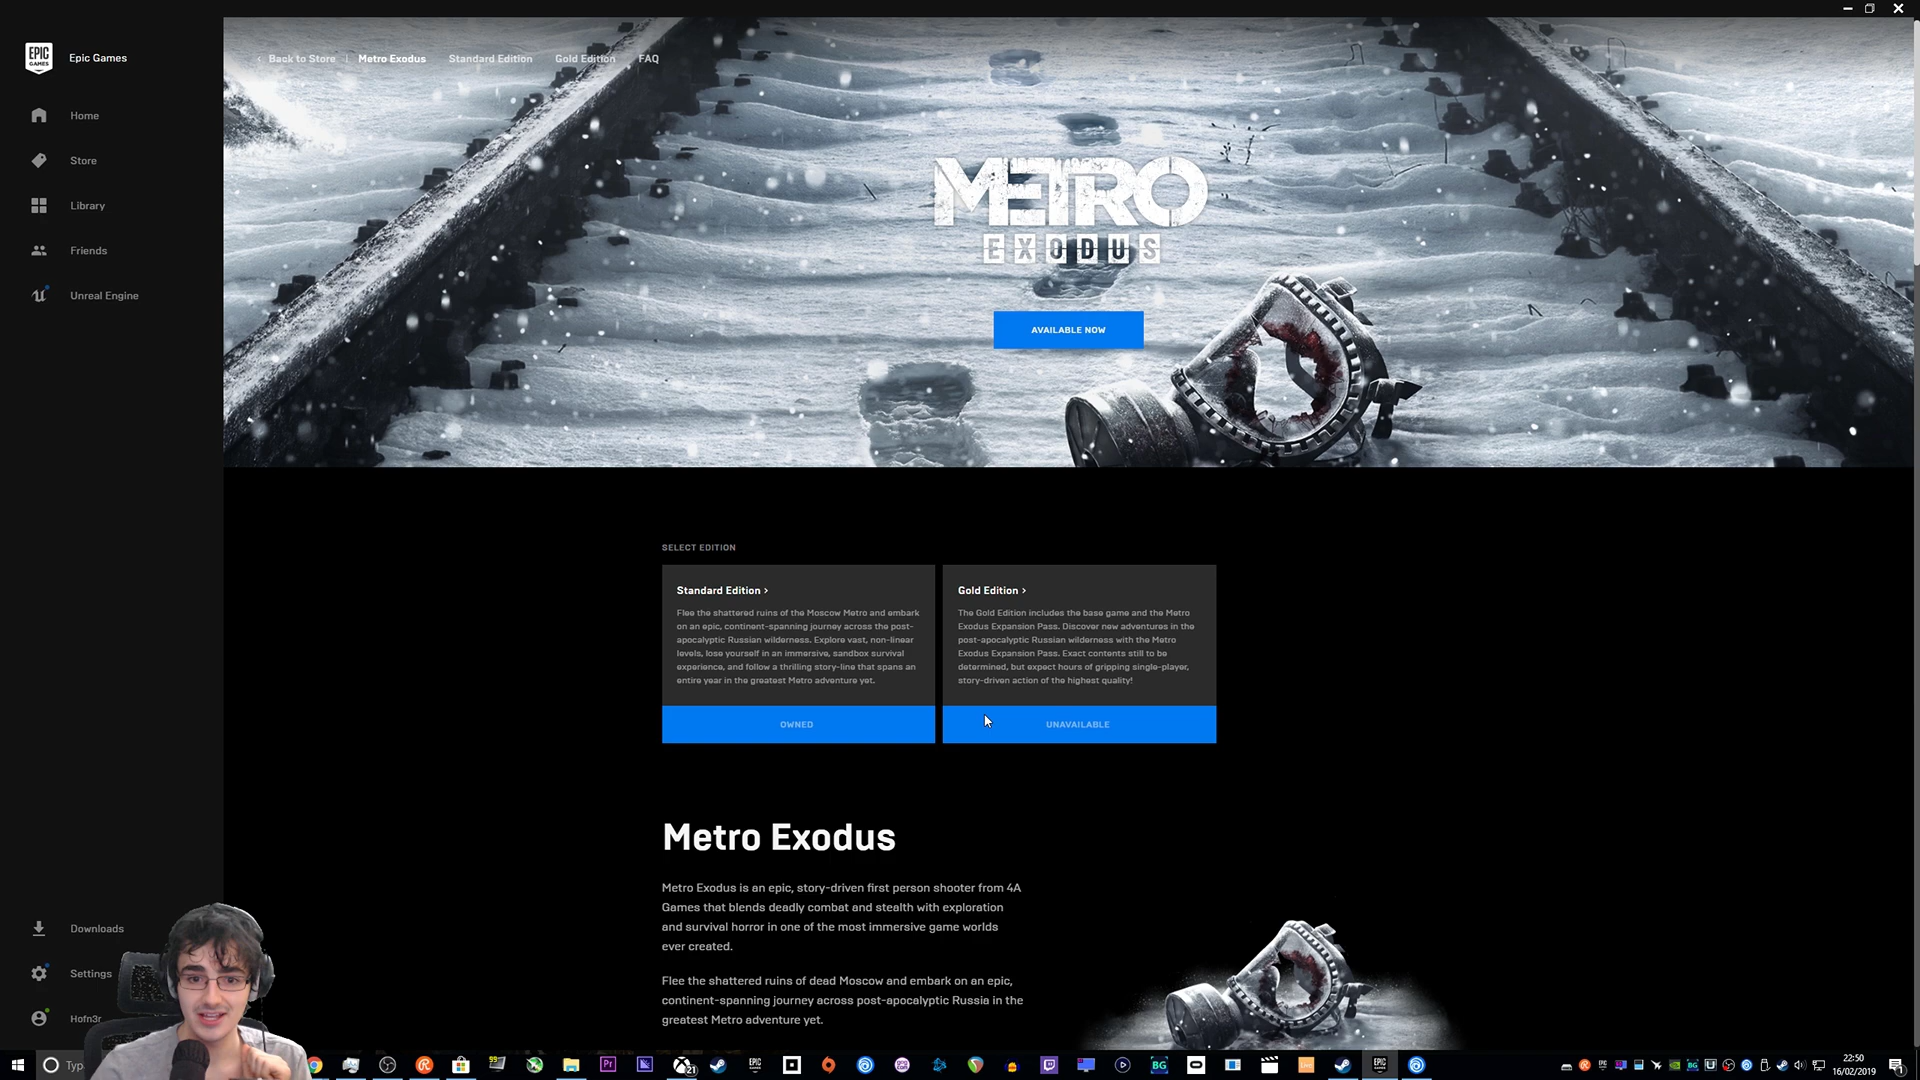 EPIC
GAMES
Epic Games
Home
Store
Library
Friends
Unreal Engine
Downloads
Settings
Hofn3r
Back to Store
Metro Exodus
Standard Edition
Gold Edition
FAQ
METRO
EXODUS
AVAILABLE NOW
SELECT EDITION
Standard Edition >
Flee the shattered ruins of the Moscow Metro and embark
on an epic, continent-spanning journey across the post-
apocalyptic Russian wilderness. Explore vast, non-linear
levels, lose yourself in an immersive, sandbox survival
experience, and follow a thrilling story-line that spans an
entire year in the greatest Metro adventure yet.
OWNED
Gold Edition >
The Gold Edition includes the base game and the Metro
Exodus Expansion Pass. Discover new adventures in the
post-apocalyptic Russian wilderness with the Metro
Exodus Expansion Pass. Exact contents still to be
determined, but expect hours of gripping single-player,
story-driven action of the highest quality!
UNAVAILABLE
Metro Exodus
Metro Exodus is an epic, story-driven first person shooter from 4A
Games that blends deadly combat and stealth with exploration
and survival horror in one of the most immersive game worlds
ever created.
Flee the shattered ruins of dead Moscow and embark on an epic,
continent-spanning journey across post-apocalyptic Russia in the
greatest Metro adventure yet.
Typ
99
Pr
21
EPIC
BG
EPIC
BG
22:50
16/02/2019